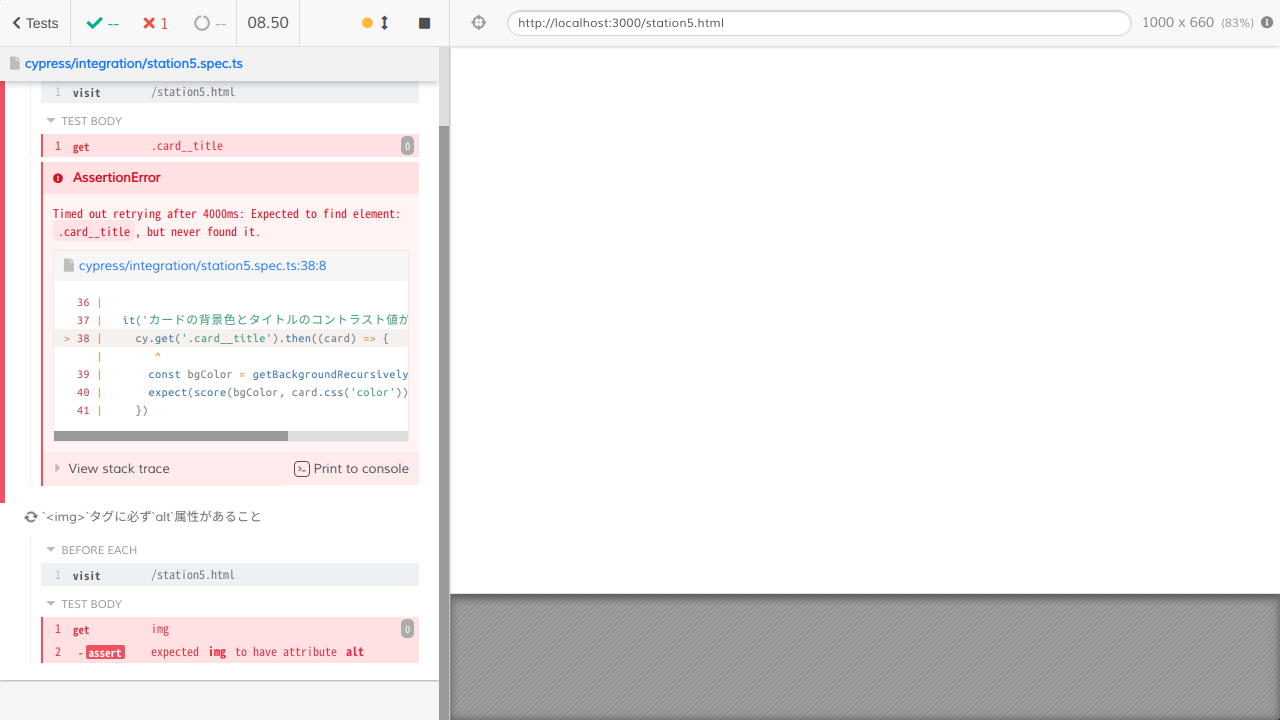 Tests
--
1
--
08.50
http://localhost:3000/station5.html
1000 x 660 (83%)
cypress/integration/station5.spec.ts
1 visit /station5.html
TEST BODY
1 get .card__title 0
AssertionError
Timed out retrying after 4000ms: Expected to find element:
.card__title, but never found it.
cypress/integration/station5.spec.ts:38:8
36 |
37 | it('カードの背景色とタイトルのコントラスト値が
> 38 | cy.get('.card__title').then((card) => {
| ^
39 | const bgColor = getBackgroundRecursively
40 | expect(score(bgColor, card.css('color'))
41 | })
View stack trace
Print to console
`<img>`タグに必ず`alt`属性があること
BEFORE EACH
1 visit /station5.html
TEST BODY
1 get img 0
2 -assert expected img to have attribute alt